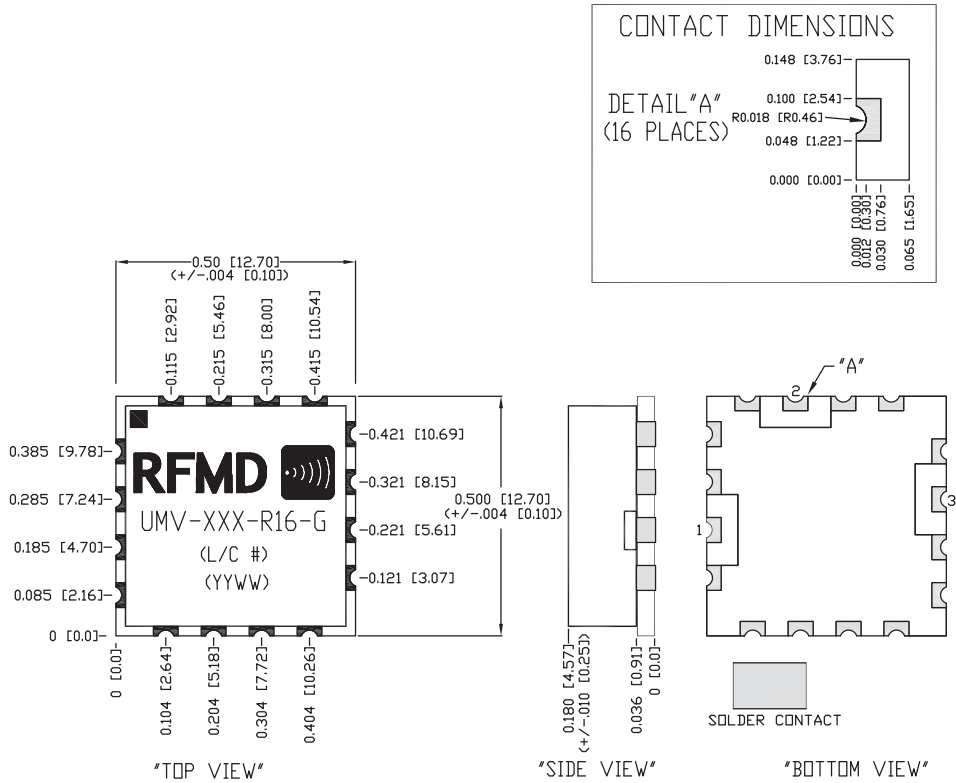 CONTACT DIMENSIONS
0.148 [3.76]
DETAIL"A"
(16 PLACES)
0.100 [2.54]
R0.018 [R0.46]
0.048 [1.22]
0.000 [0.00]
0.000 [0.00]
0.012 [0.30]
0.030 [0.76]
0.065 [1.65]
0.50 [12.70]
(+/-.004 [0.10])
0.115 [2.92]
0.215 [5.46]
0.315 [8.00]
0.415 [10.54]
0.385 [9.78]
0.285 [7.24]
0.185 [4.70]
0.085 [2.16]
0 [0.0]
RFMD
UMV-XXX-R16-G
(L/C #)
(YYWW)
0.421 [10.69]
0.321 [8.15]
0.221 [5.61]
0.121 [3.07]
0.500 [12.70]
(+/-.004 [0.10])
0 [0.0]
0.104 [2.64]
0.204 [5.18]
0.304 [7.72]
0.404 [10.26]
"TOP VIEW"
0.180 [4.57]
(+/-.010 [0.25])
0.036 [0.91]
0 [0.0]
"SIDE VIEW"
"A"
2
1
3
SOLDER CONTACT
"BOTTOM VIEW"